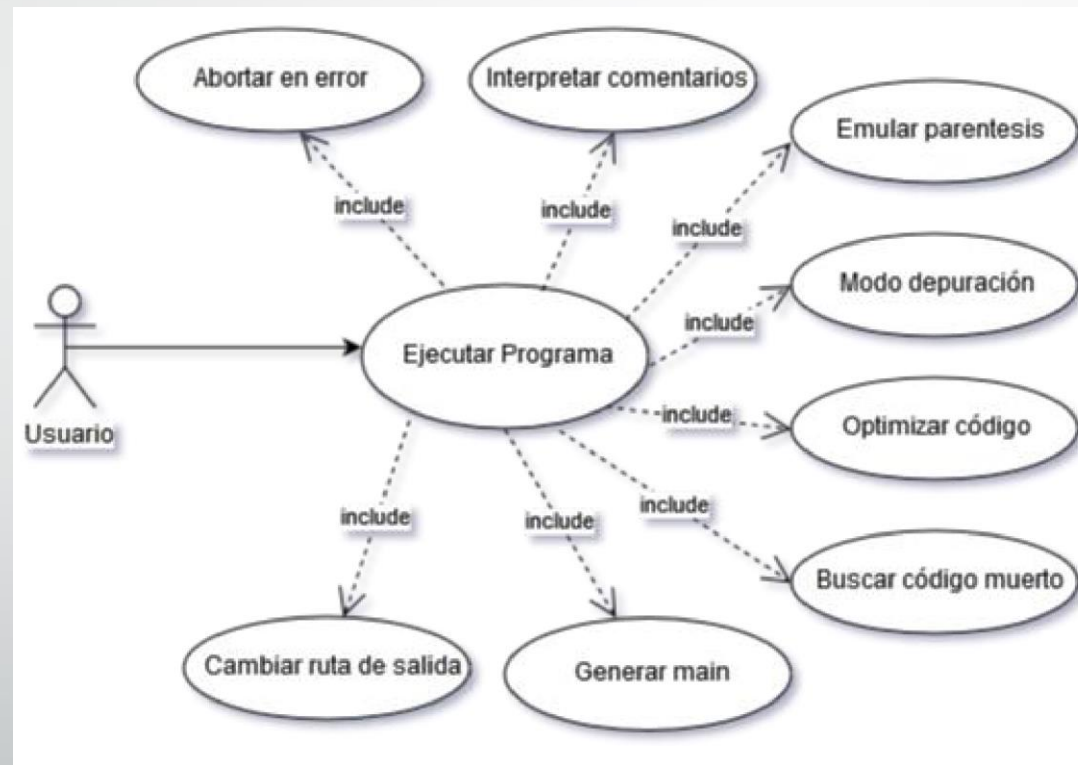 Abortar en error
Interpretar comentarios
Emular parentesis
include
include
include
Modo depuración
include
Ejecutar Programa
Usuario
include
Optimizar código
include
include
include
Buscar código muerto
Cambiar ruta de salida
Generar main